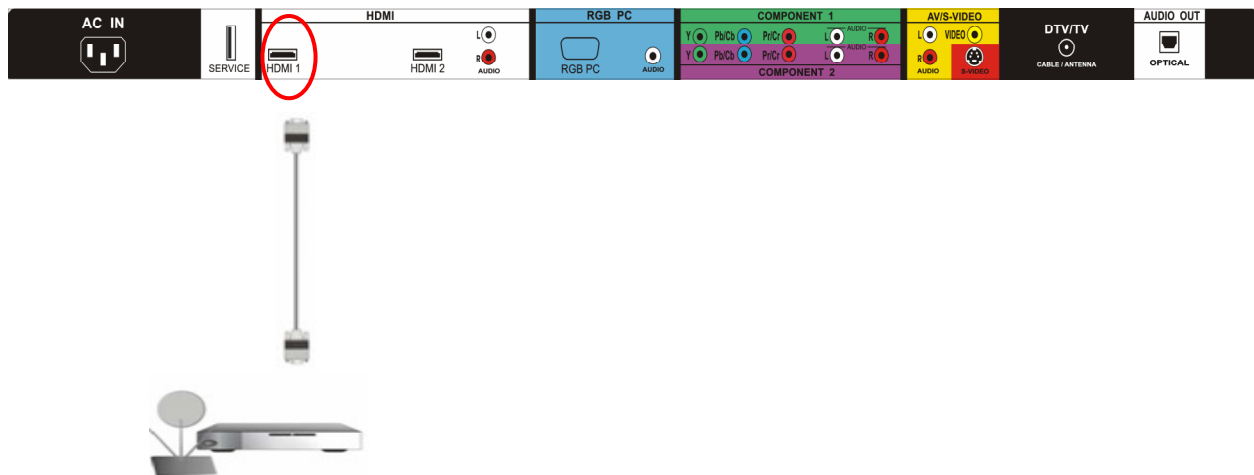 AC IN
SERVICE
HDMI
HDMI 1
HDMI 2
L
R
AUDIO
RGB PC
RGB PC
AUDIO
COMPONENT 1
Y Pb/Cb Pr/Cr L AUDIO R
Y Pb/Cb Pr/Cr L AUDIO R
COMPONENT 2
AV/S-VIDEO
L VIDEO
R
AUDIO S-VIDEO
DTV/TV
CABLE / ANTENNA
AUDIO OUT
OPTICAL